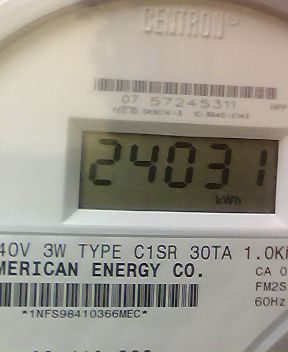 CENTRON®
07 57245311
24031
kWh
40V 3W TYPE C1SR 30TA 1.0K
MERICAN ENERGY CO.
CA 0
FM2S
60Hz
*1NFS98410366MEC*